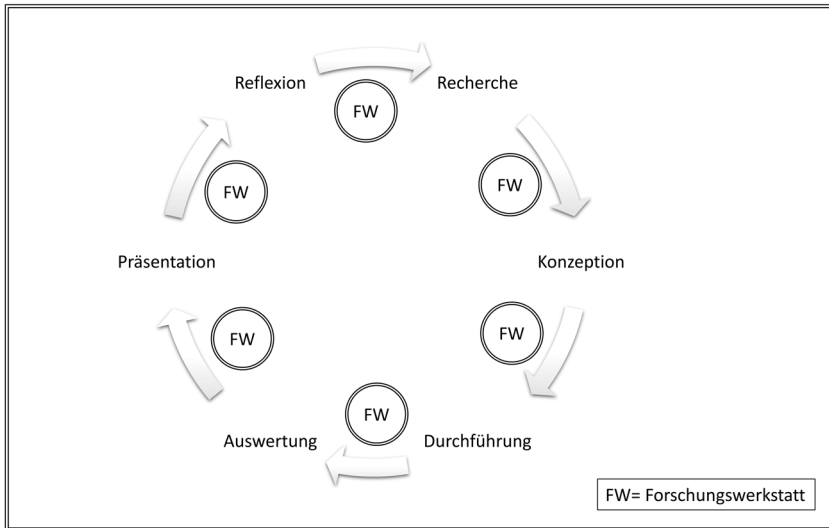 Reflexion
Recherche
FW
FW
FW
Präsentation
Konzeption
FW
FW
FW
Auswertung
Durchführung
FW= Forschungswerkstatt